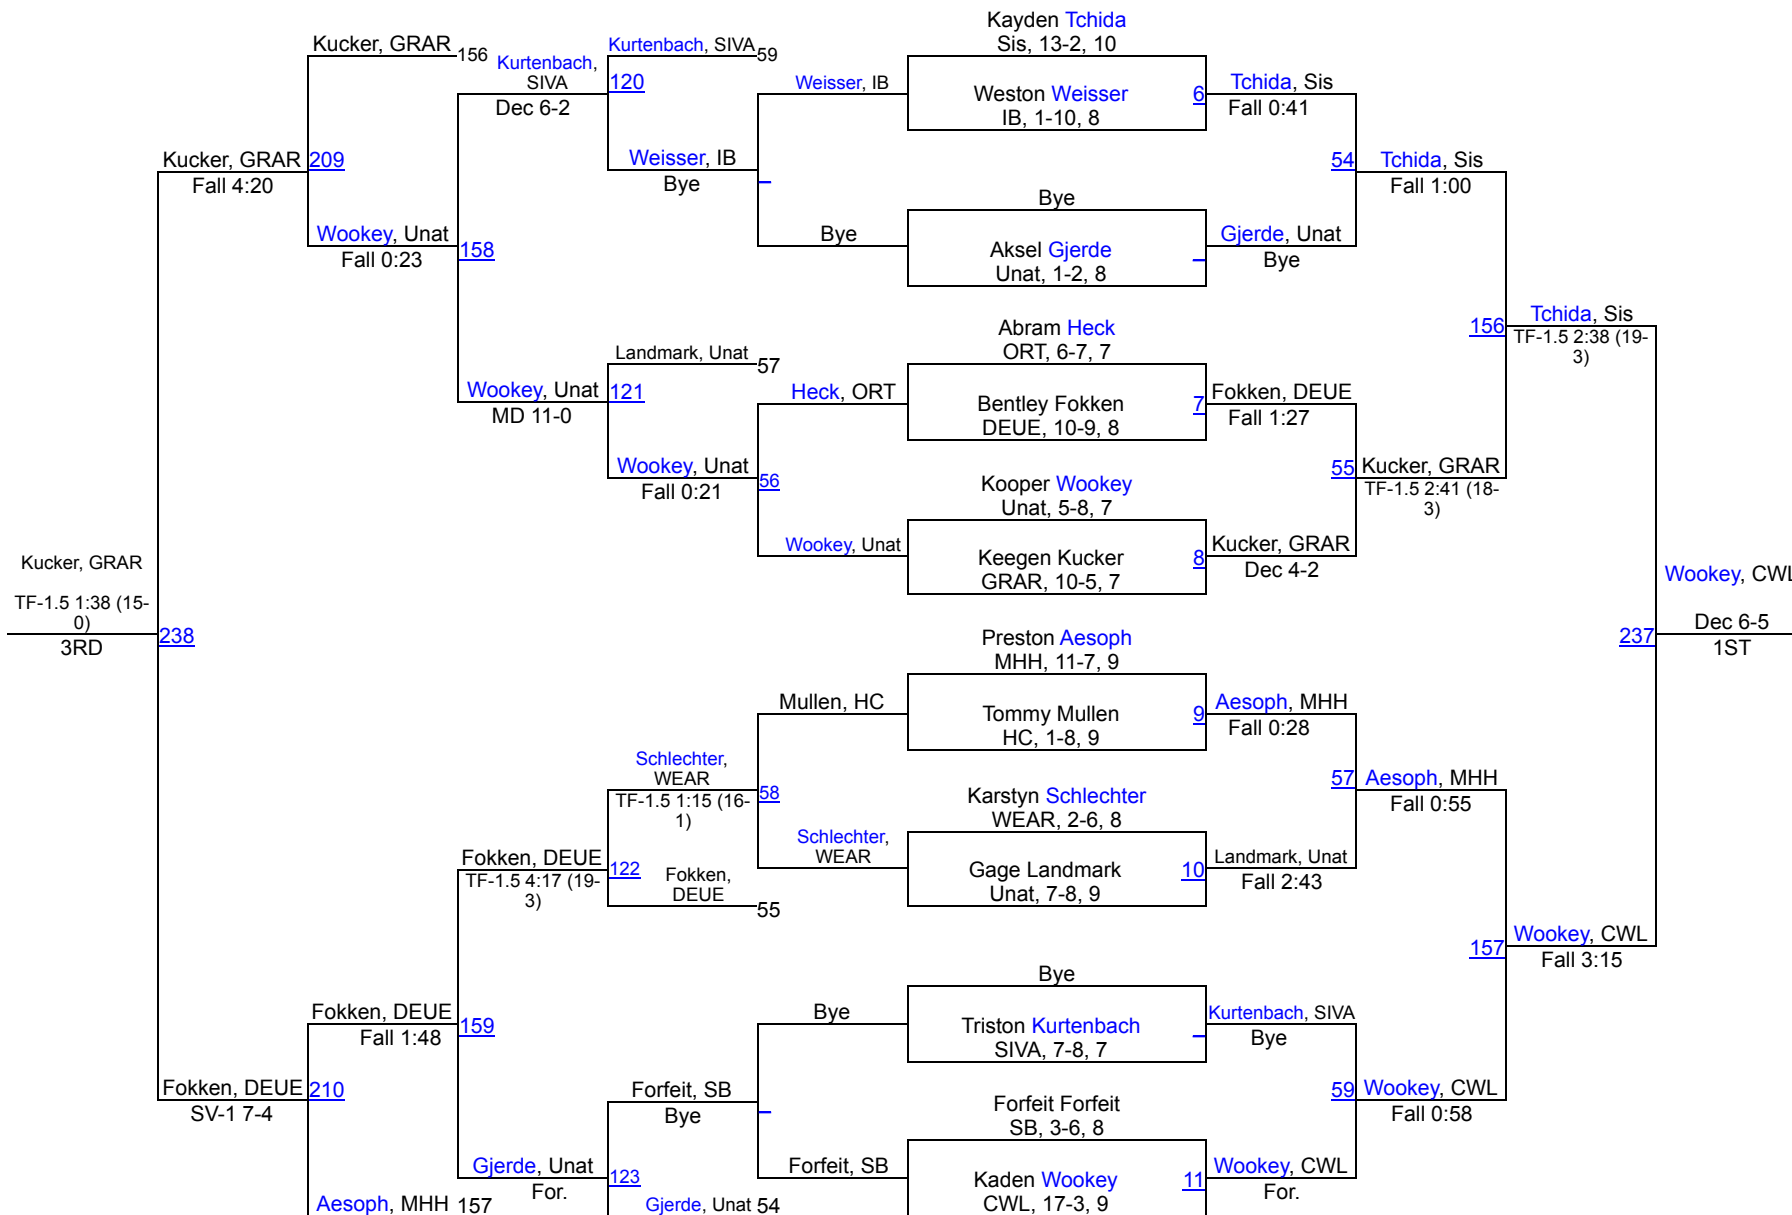 Kayden Tchida
Sis, 13-2, 10
Kucker, GRAR
156
Kurtenbach, SIVA
59
Kurtenbach,
SIVA
120
Dec 6-2
Weisser, IB
Weston Weisser
IB, 1-10, 8
6
Tchida, Sis
Fall 0:41
Kucker, GRAR
209
Fall 4:20
Weisser, IB
Bye
54
Tchida, Sis
Fall 1:00
Bye
Wookey, Unat
Fall 0:23
158
Bye
Aksel Gjerde
Unat, 1-2, 8
Gjerde, Unat
Bye
Abram Heck
ORT, 6-7, 7
156
Tchida, Sis
TF-1.5 2:38 (19-
3)
Landmark, Unat
57
Wookey, Unat
121
MD 11-0
Heck, ORT
Bentley Fokken
DEUE, 10-9, 8
7
Fokken, DEUE
Fall 1:27
Wookey, Unat
Fall 0:21
56
Kooper Wookey
Unat, 5-8, 7
55
Kucker, GRAR
TF-1.5 2:41 (18-
3)
Wookey, Unat
Keegen Kucker
GRAR, 10-5, 7
8
Kucker, GRAR
Dec 4-2
Kucker, GRAR
TF-1.5 1:38 (15-
0)
3RD
238
Wookey, CWL
Dec 6-5
1ST
237
Preston Aesoph
MHH, 11-7, 9
Mullen, HC
Tommy Mullen
HC, 1-8, 9
9
Aesoph, MHH
Fall 0:28
Schlechter,
WEAR
TF-1.5 1:15 (16-
1)
58
Karstyn Schlechter
WEAR, 2-6, 8
57
Aesoph, MHH
Fall 0:55
Schlechter,
WEAR
Fokken, DEUE
TF-1.5 4:17 (19-
3)
122
Fokken,
DEUE
55
Gage Landmark
Unat, 7-8, 9
10
Landmark, Unat
Fall 2:43
157
Wookey, CWL
Fall 3:15
Bye
Fokken, DEUE
Fall 1:48
159
Bye
Triston Kurtenbach
SIVA, 7-8, 7
Kurtenbach, SIVA
Bye
Fokken, DEUE
SV-1 7-4
210
Forfeit, SB
Bye
Forfeit Forfeit
SB, 3-6, 8
59
Wookey, CWL
Fall 0:58
Gjerde, Unat
For.
123
Forfeit, SB
Kaden Wookey
CWL, 17-3, 9
11
Wookey, CWL
For.
Aesoph, MHH
157
Gjerde, Unat
54